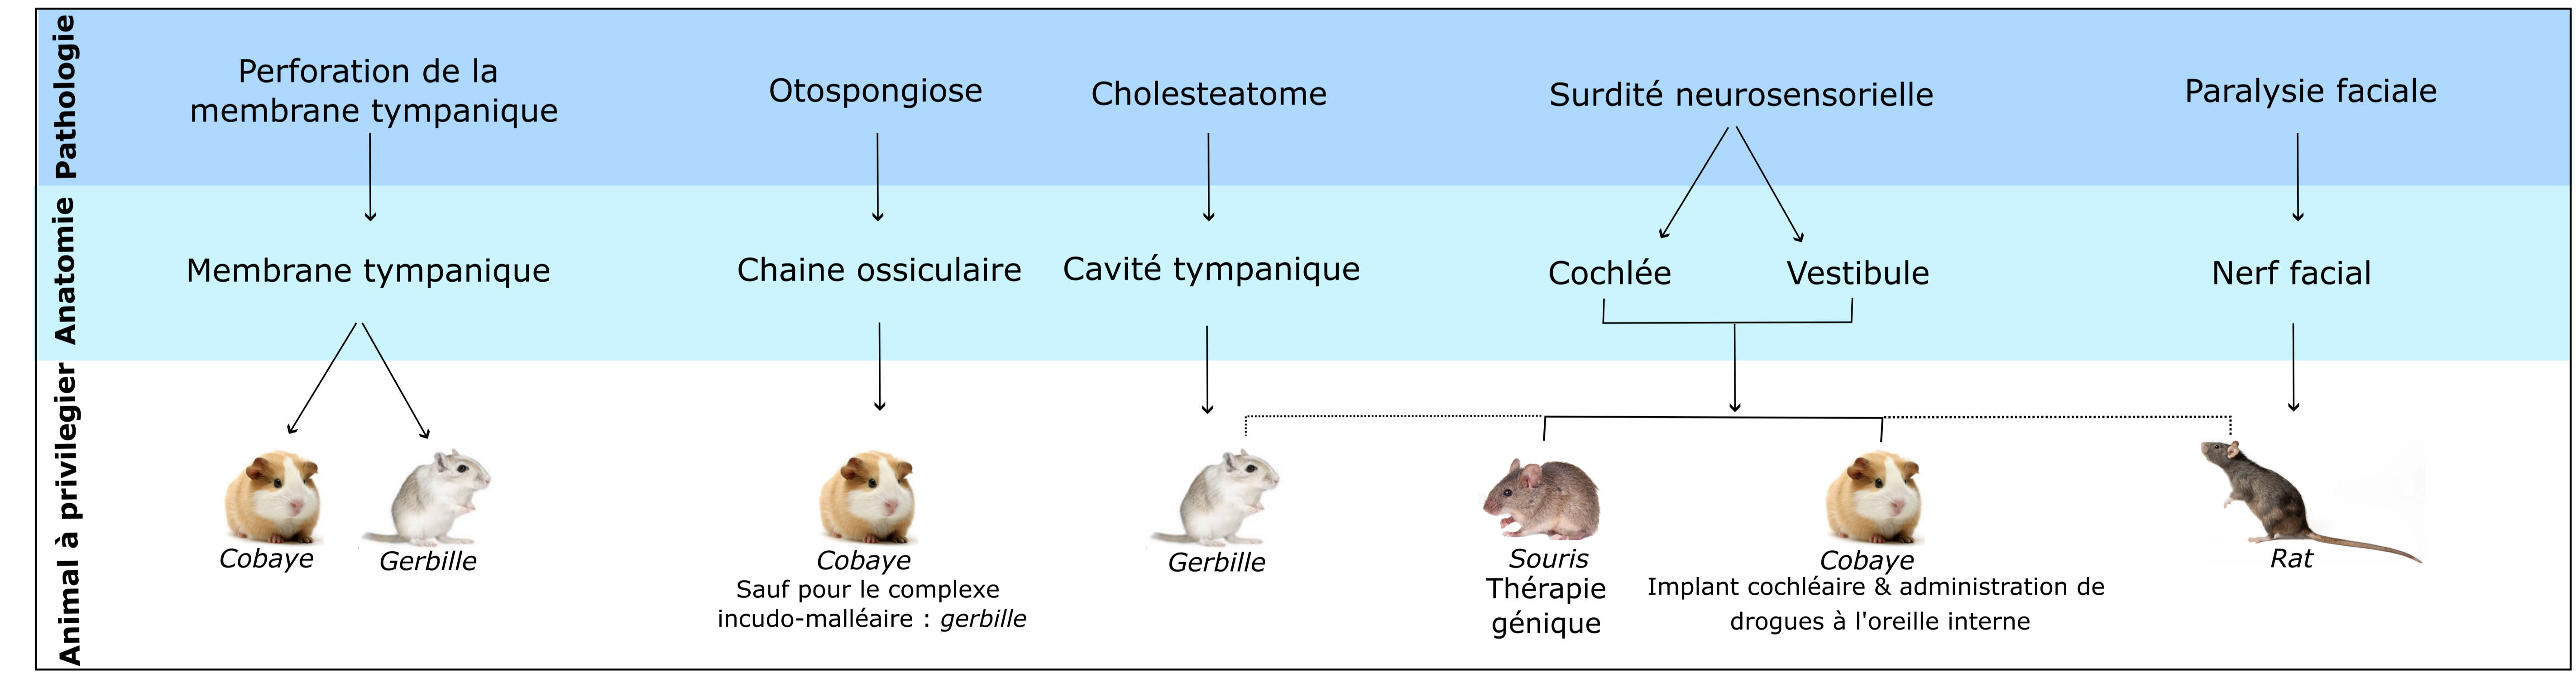 Pathologie
Perforation de la
membrane tympanique
Otospongiose
Cholesteatome
Surdité neurosensorielle
Paralysie faciale
Anatomie
Membrane tympanique
Chaine ossiculaire
Cavité tympanique
Cochlée
Vestibule
Nerf facial
Animal à privilegier
Cobaye
Gerbille
Cobaye
Sauf pour le complexe
incudo-malléaire : gerbille
Gerbille
Souris
Thérapie
génique
Cobaye
Implant cochléaire & administration de
drogues à l'oreille interne
Rat